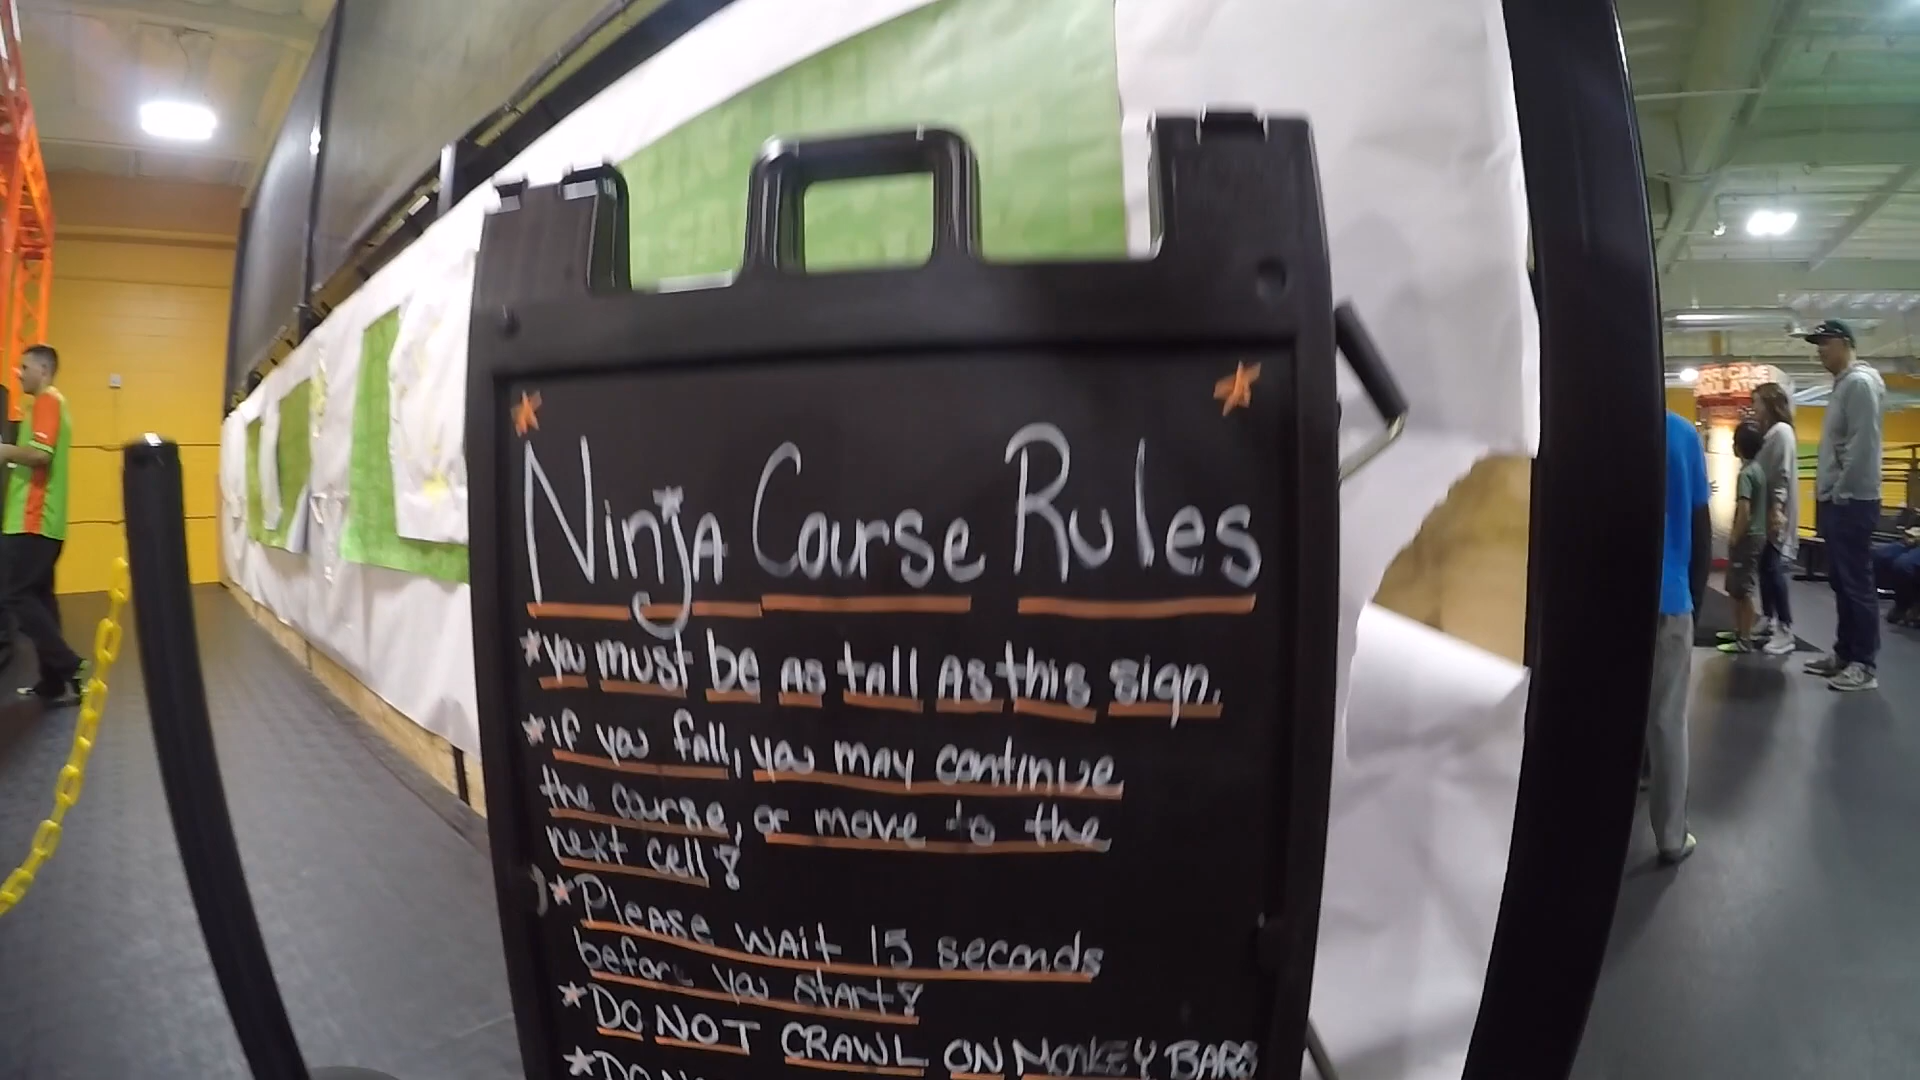 Ninja Course Rules
*you must be as tall as this sign.
*if you fall, you may continue
the course, or move to the
next cell!
*Please wait 15 seconds
before you start!
*DO NOT CRAWL ON MONKEY BARS